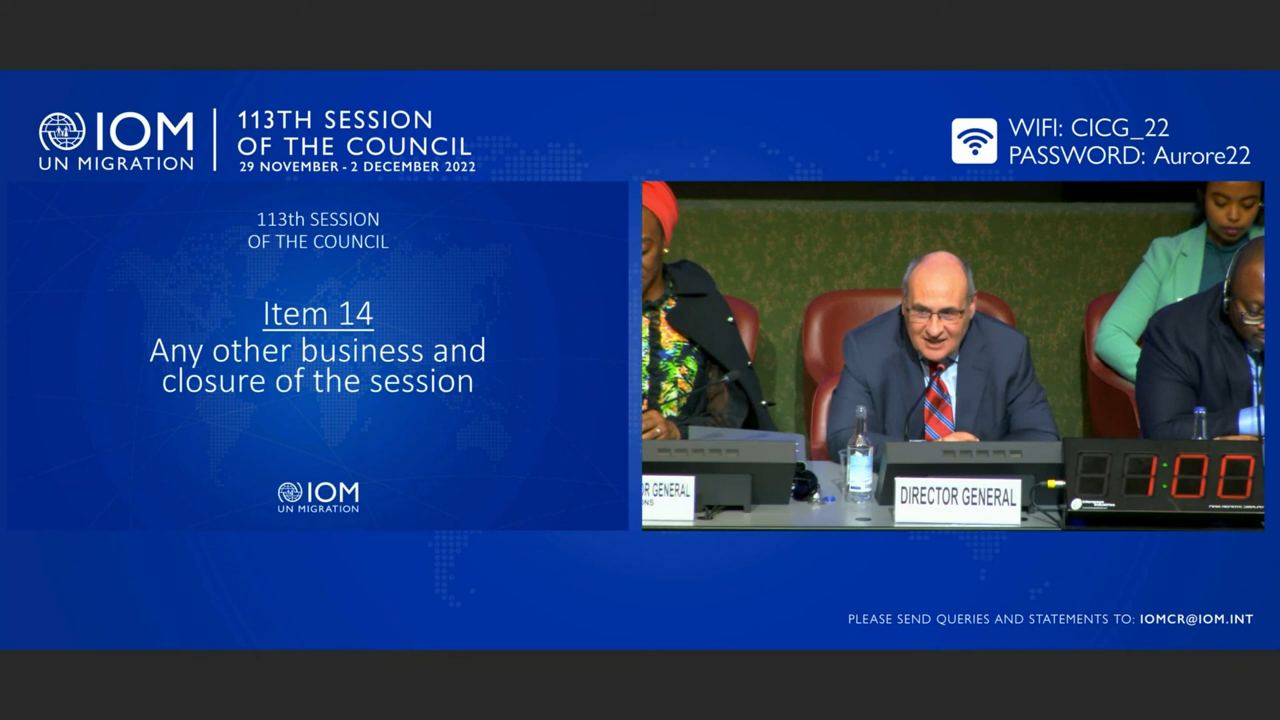 IOM
UN MIGRATION
113TH SESSION
OF THE COUNCIL
29 NOVEMBER - 2 DECEMBER 2022
WIFI: CICG_22
PASSWORD: Aurore22
113th SESSION
OF THE COUNCIL
Item 14
Any other business and
closure of the session
IOM
UN MIGRATION
R GENERAL
ONS
DIRECTOR GENERAL
1:00
PLEASE SEND QUERIES AND STATEMENTS TO: IOMCR@IOM.INT